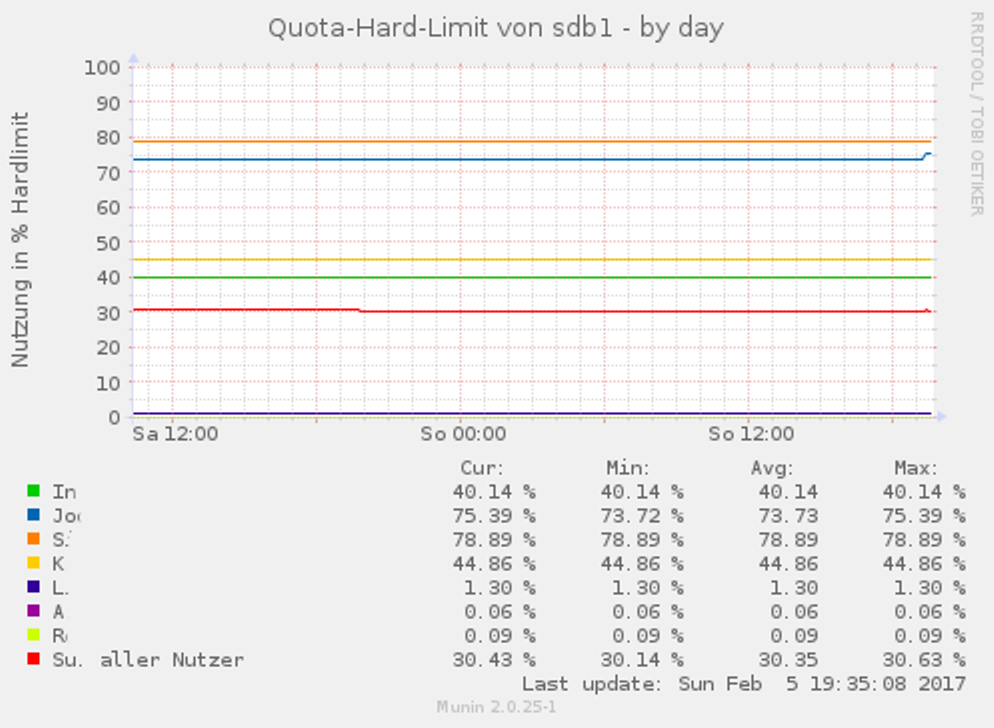 Quota-Hard-Limit von sdb1 - by day
RRDTOOL / TOBI OETIKER
Nutzung in % Hardlimit
100
90
80
70
60
50
40
30
20
10
0
Sa 12:00 So 00:00 So 12:00
Cur: Min: Avg: Max:
In 40.14 % 40.14 % 40.14 40.14 %
75.39 % 73.72 % 73.73 75.39 %
S. 78.89 % 78.89 % 78.89 78.89 %
K 44.86 % 44.86 % 44.86 44.86 %
L. 1.30 % 1.30 % 1.30 1.30 %
A 0.06 % 0.06 % 0.06 0.06 %
R 0.09 % 0.09 % 0.09 0.09 %
Su. aller Nutzer 30.43 % 30.14 % 30.35 30.63 %
Last update: Sun Feb 5 19:35:08 2017
Munin 2.0.25-1